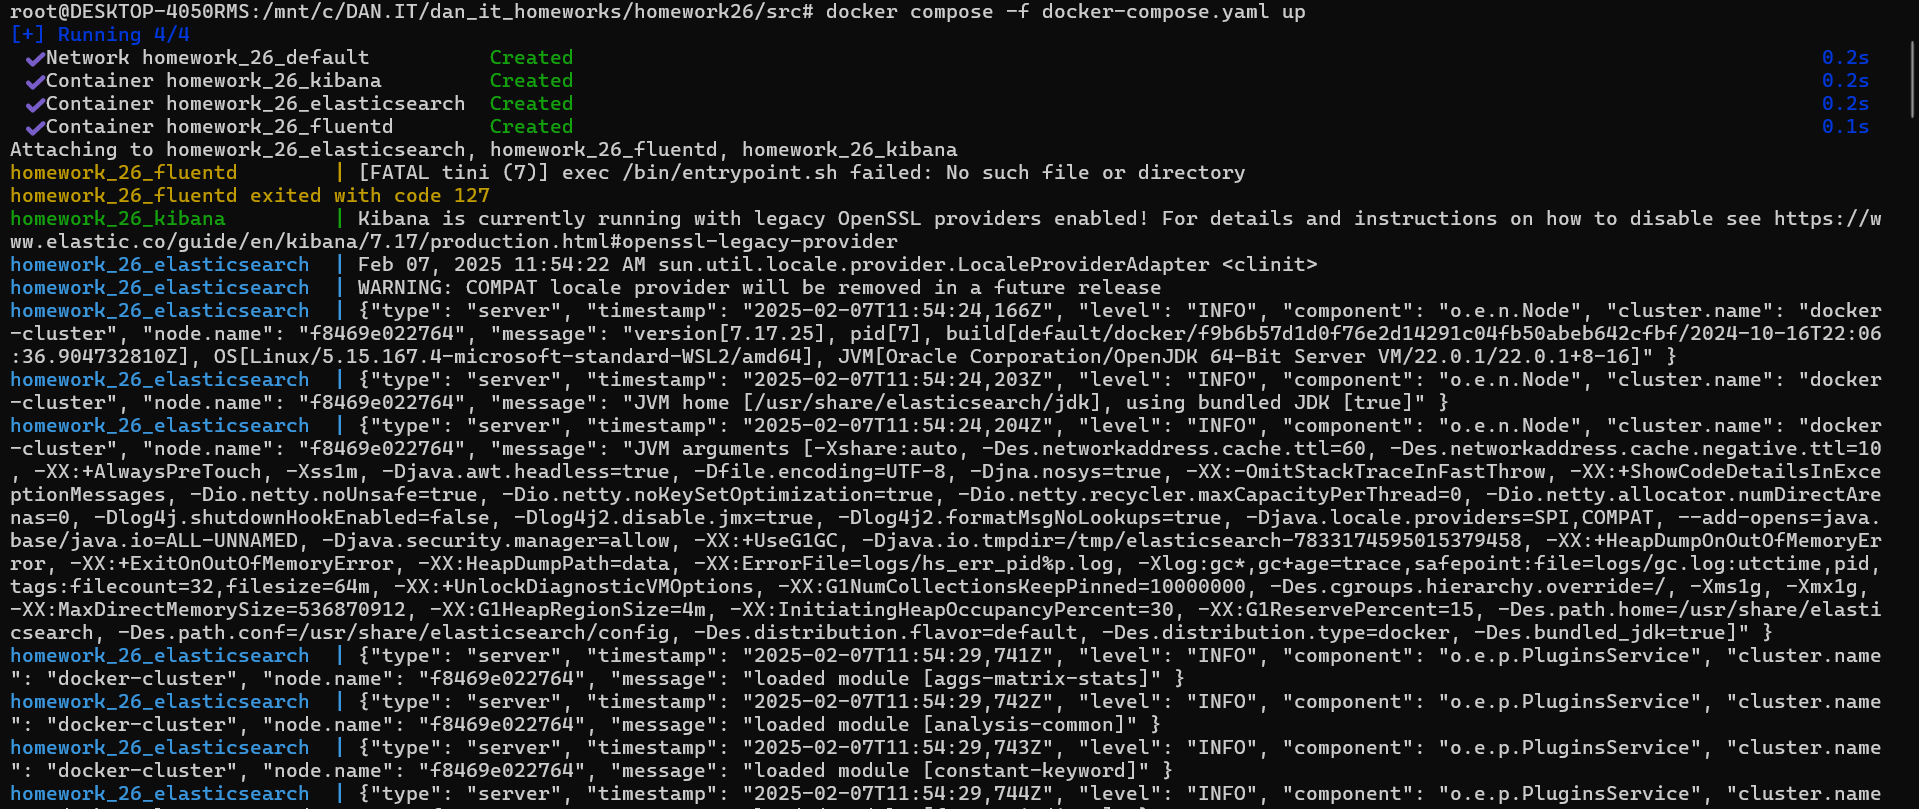 root@DESKTOP-4050RMS:/mnt/c/DAN.IT/dan_it_homeworks/homework26/src# docker compose -f docker-compose.yaml up
[+] Running 4/4
✔Network homework_26_default Created 0.2s
✔Container homework_26_kibana Created 0.2s
✔Container homework_26_elasticsearch Created 0.2s
✔Container homework_26_fluentd Created 0.1s
Attaching to homework_26_elasticsearch, homework_26_fluentd, homework_26_kibana
homework_26_fluentd | [FATAL tini (7)] exec /bin/entrypoint.sh failed: No such file or directory
homework_26_fluentd exited with code 127
homework_26_kibana | Kibana is currently running with legacy OpenSSL providers enabled! For details and instructions on how to disable see https://w
ww.elastic.co/guide/en/kibana/7.17/production.html#openssl-legacy-provider
homework_26_elasticsearch | Feb 07, 2025 11:54:22 AM sun.util.locale.provider.LocaleProviderAdapter <clinit>
homework_26_elasticsearch | WARNING: COMPAT locale provider will be removed in a future release
homework_26_elasticsearch | {"type": "server", "timestamp": "2025-02-07T11:54:24,166Z", "level": "INFO", "component": "o.e.n.Node", "cluster.name": "docker
-cluster", "node.name": "f8469e022764", "message": "version[7.17.25], pid[7], build[default/docker/f9b6b57d1d0f76e2d14291c04fb50abeb642cfbf/2024-10-16T22:06
:36.904732810Z], OS[Linux/5.15.167.4-microsoft-standard-WSL2/amd64], JVM[Oracle Corporation/OpenJDK 64-Bit Server VM/22.0.1/22.0.1+8-16]" }
homework_26_elasticsearch | {"type": "server", "timestamp": "2025-02-07T11:54:24,203Z", "level": "INFO", "component": "o.e.n.Node", "cluster.name": "docker
-cluster", "node.name": "f8469e022764", "message": "JVM home [/usr/share/elasticsearch/jdk], using bundled JDK [true]" }
homework_26_elasticsearch | {"type": "server", "timestamp": "2025-02-07T11:54:24,204Z", "level": "INFO", "component": "o.e.n.Node", "cluster.name": "docker
-cluster", "node.name": "f8469e022764", "message": "JVM arguments [-Xshare:auto, -Des.networkaddress.cache.ttl=60, -Des.networkaddress.cache.negative.ttl=10
, -XX:+AlwaysPreTouch, -Xss1m, -Djava.awt.headless=true, -Dfile.encoding=UTF-8, -Djna.nosys=true, -XX:-OmitStackTraceInFastThrow, -XX:+ShowCodeDetailsInExce
ptionMessages, -Dio.netty.noUnsafe=true, -Dio.netty.noKeySetOptimization=true, -Dio.netty.recycler.maxCapacityPerThread=0, -Dio.netty.allocator.numDirectAre
nas=0, -Dlog4j.shutdownHookEnabled=false, -Dlog4j2.disable.jmx=true, -Dlog4j2.formatMsgNoLookups=true, -Djava.locale.providers=SPI,COMPAT, --add-opens=java.
base/java.io=ALL-UNNAMED, -Djava.security.manager=allow, -XX:+UseG1GC, -Djava.io.tmpdir=/tmp/elasticsearch-7833174595015379458, -XX:+HeapDumpOnOutOfMemoryEr
ror, -XX:+ExitOnOutOfMemoryError, -XX:HeapDumpPath=data, -XX:ErrorFile=logs/hs_err_pid%p.log, -Xlog:gc*,gc+age=trace,safepoint:file=logs/gc.log:utctime,pid,
tags:filecount=32,filesize=64m, -XX:+UnlockDiagnosticVMOptions, -XX:G1NumCollectionsKeepPinned=10000000, -Des.cgroups.hierarchy.override=/, -Xms1g, -Xmx1g,
-XX:MaxDirectMemorySize=536870912, -XX:G1HeapRegionSize=4m, -XX:InitiatingHeapOccupancyPercent=30, -XX:G1ReservePercent=15, -Des.path.home=/usr/share/elasti
csearch, -Des.path.conf=/usr/share/elasticsearch/config, -Des.distribution.flavor=default, -Des.distribution.type=docker, -Des.bundled_jdk=true]" }
homework_26_elasticsearch | {"type": "server", "timestamp": "2025-02-07T11:54:29,741Z", "level": "INFO", "component": "o.e.p.PluginsService", "cluster.name
": "docker-cluster", "node.name": "f8469e022764", "message": "loaded module [aggs-matrix-stats]" }
homework_26_elasticsearch | {"type": "server", "timestamp": "2025-02-07T11:54:29,742Z", "level": "INFO", "component": "o.e.p.PluginsService", "cluster.name
": "docker-cluster", "node.name": "f8469e022764", "message": "loaded module [analysis-common]" }
homework_26_elasticsearch | {"type": "server", "timestamp": "2025-02-07T11:54:29,743Z", "level": "INFO", "component": "o.e.p.PluginsService", "cluster.name
": "docker-cluster", "node.name": "f8469e022764", "message": "loaded module [constant-keyword]" }
homework_26_elasticsearch | {"type": "server", "timestamp": "2025-02-07T11:54:29,744Z", "level": "INFO", "component": "o.e.p.PluginsService", "cluster.name